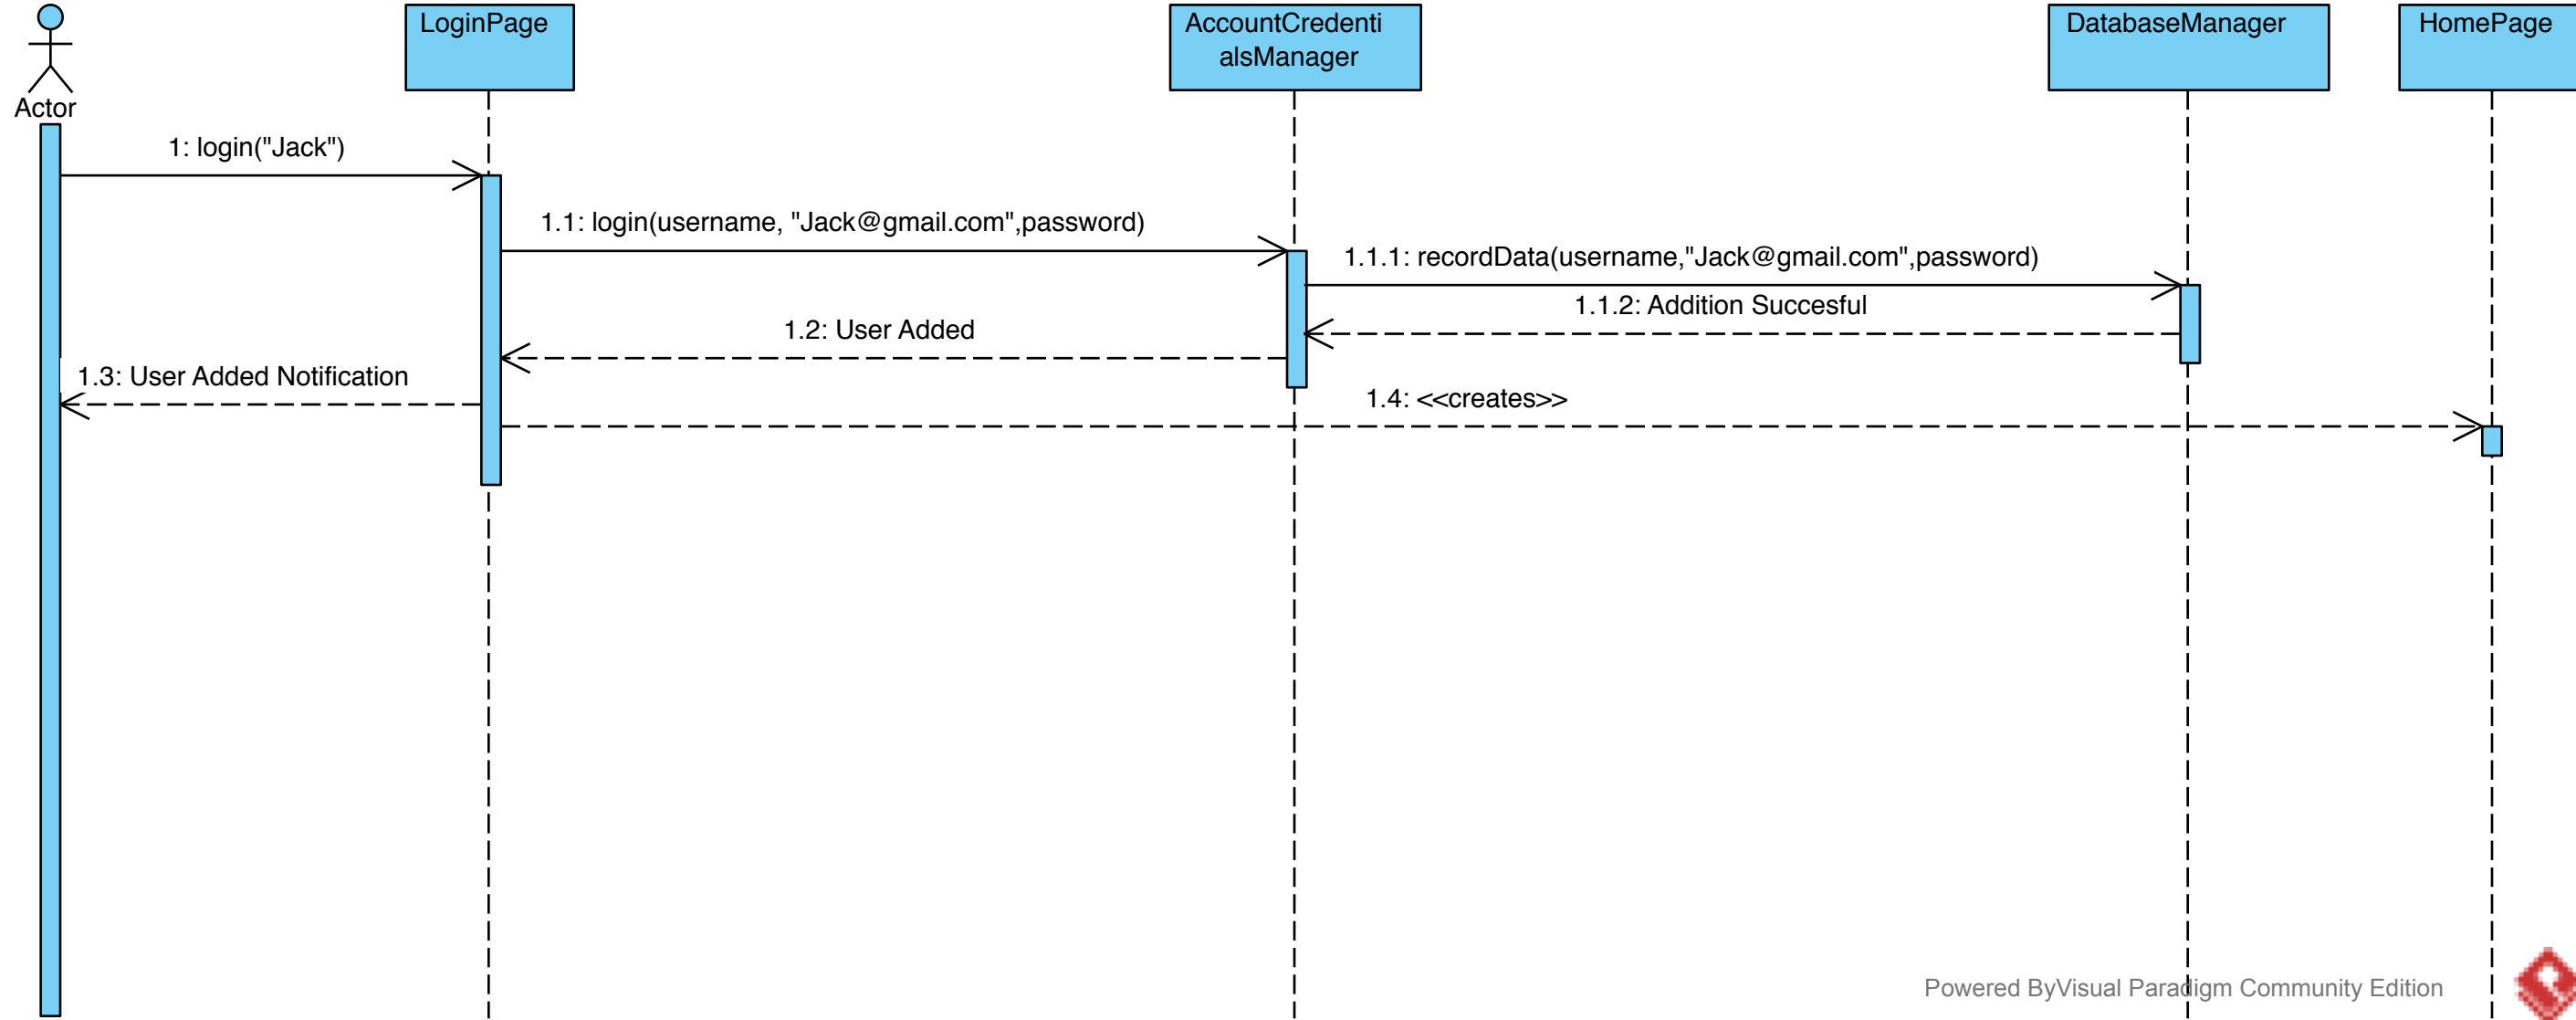 LoginPage
AccountCredenti
alsManager
DatabaseManager
HomePage
Actor
1: login("Jack")
1.1: login(username, "Jack@gmail.com",password)
1.1.1: recordData(username,"Jack@gmail.com",password)
1.1.2: Addition Succesful
1.2: User Added
1.3: User Added Notification
1.4: <<creates>>
Powered ByVisual Paradigm Community Edition